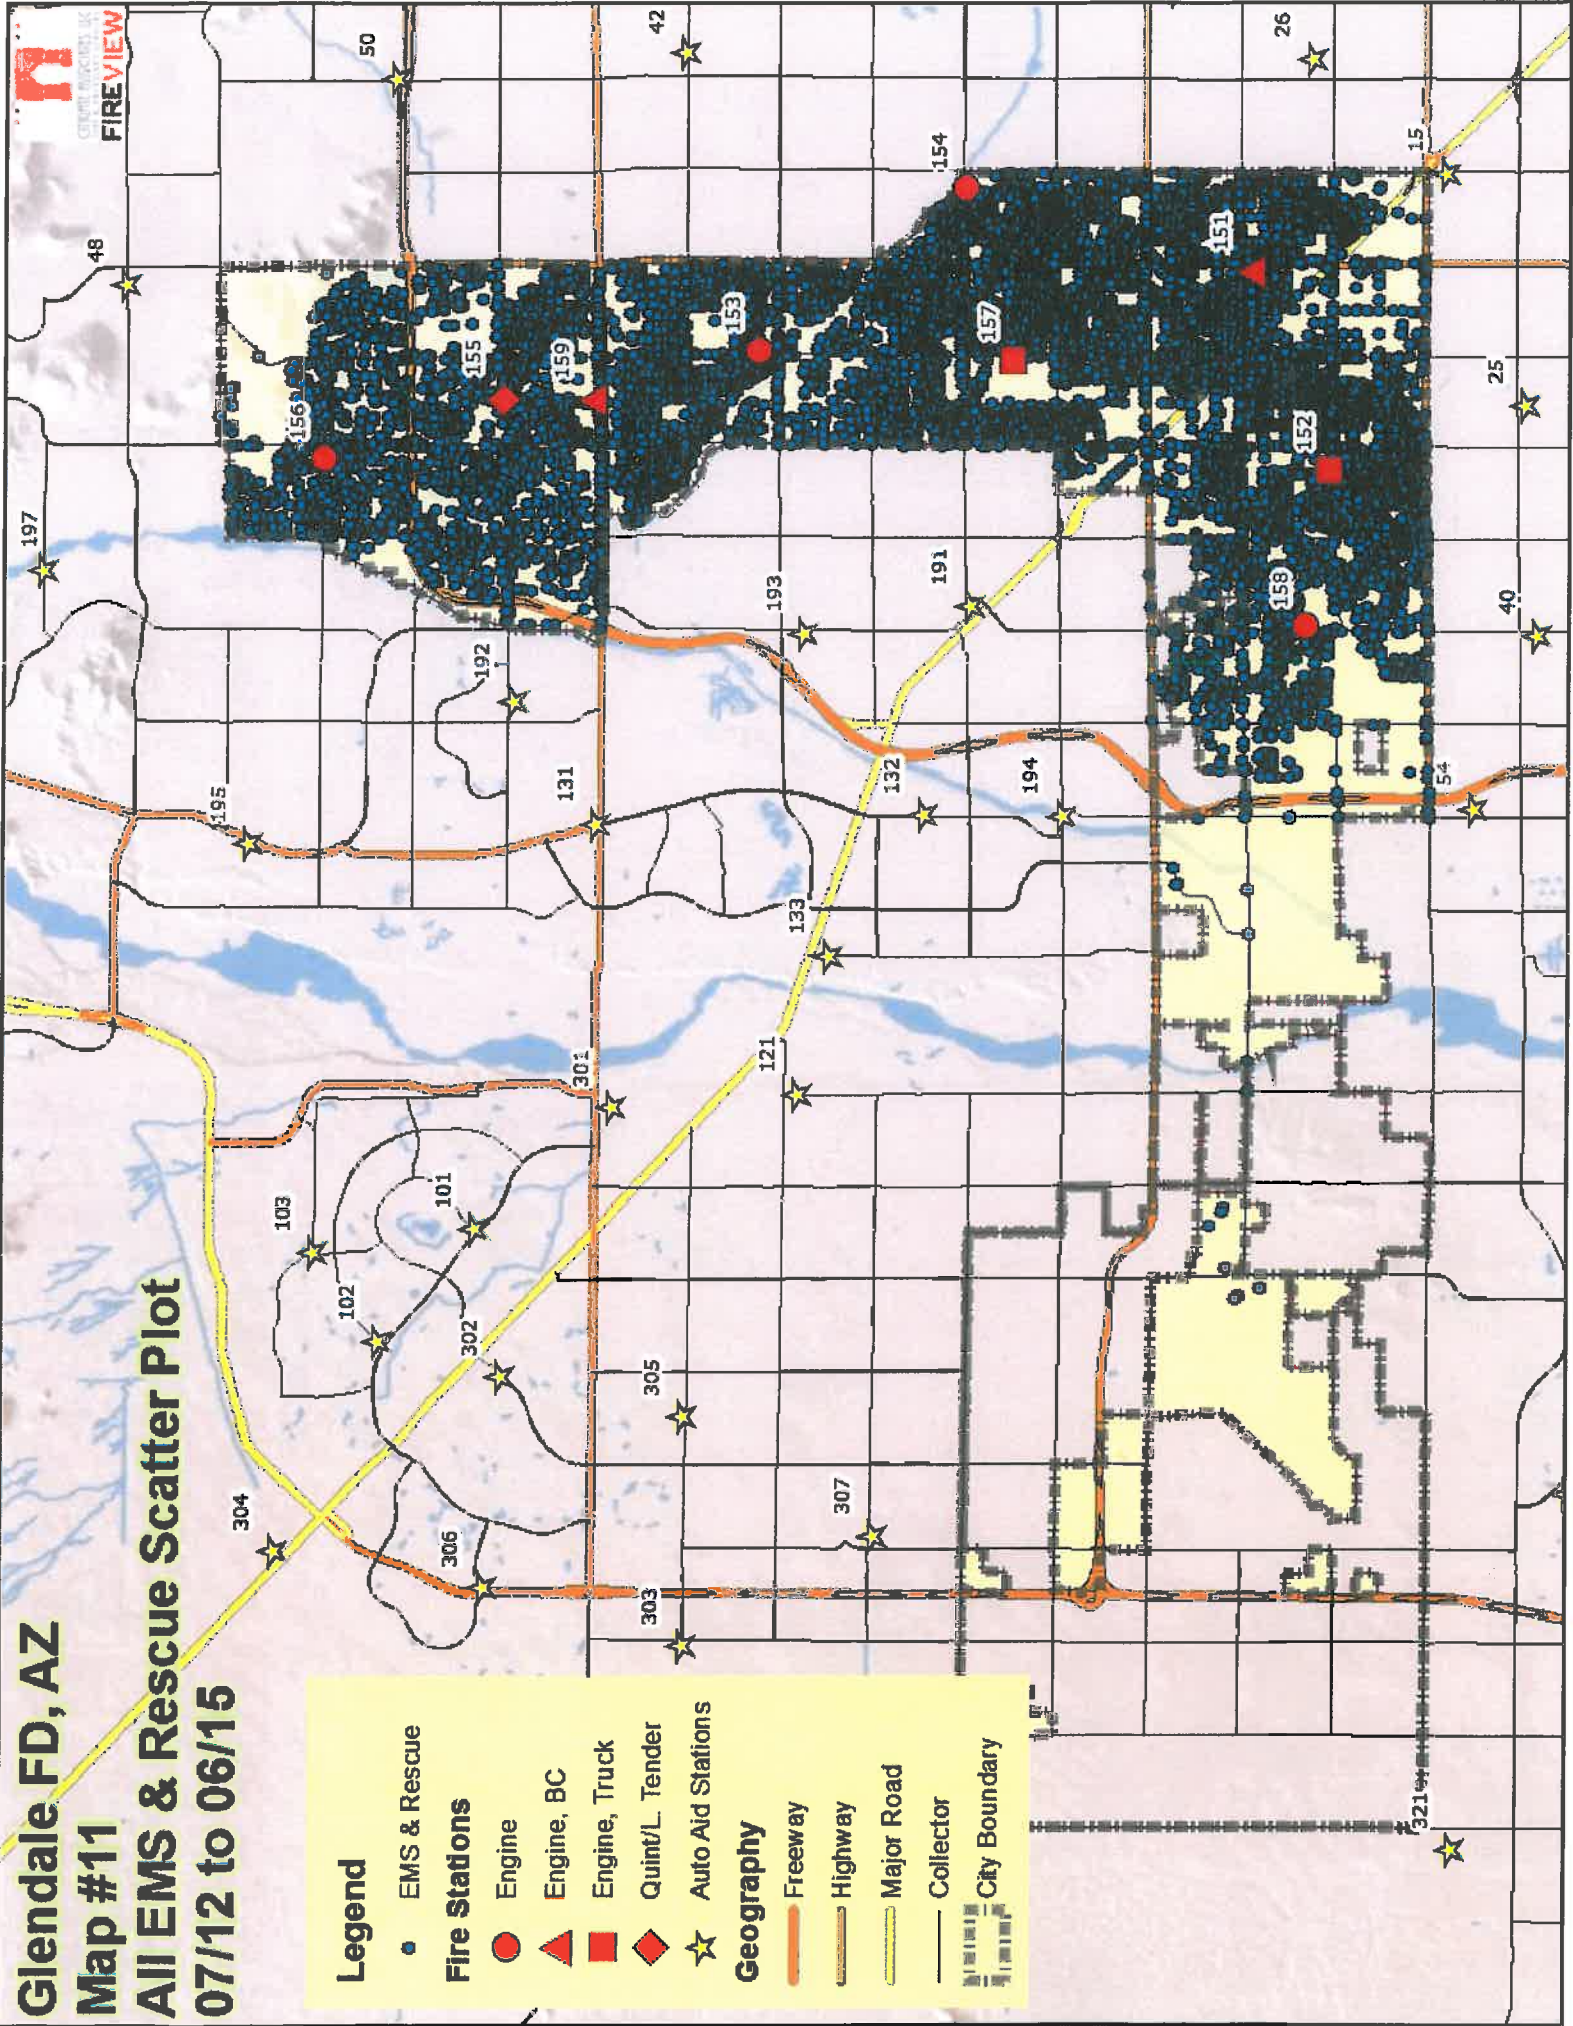 Glendale FD, AZ
Map #11
All EMS & Rescue Scatter Plot
07/12 to 06/15
FIREVIEW
Legend
EMS & Rescue
Fire Stations
Engine
Engine, BC
Engine, Truck
Quint/L. Tender
Auto Aid Stations
Geography
Freeway
Highway
Major Road
Collector
City Boundary
304
306
303
307
305
302
102
103
101
301
121
133
195
131
132
194
192
193
191
197
48
50
42
26
156
155
159
153
154
157
151
152
158
15
25
40
54
3219